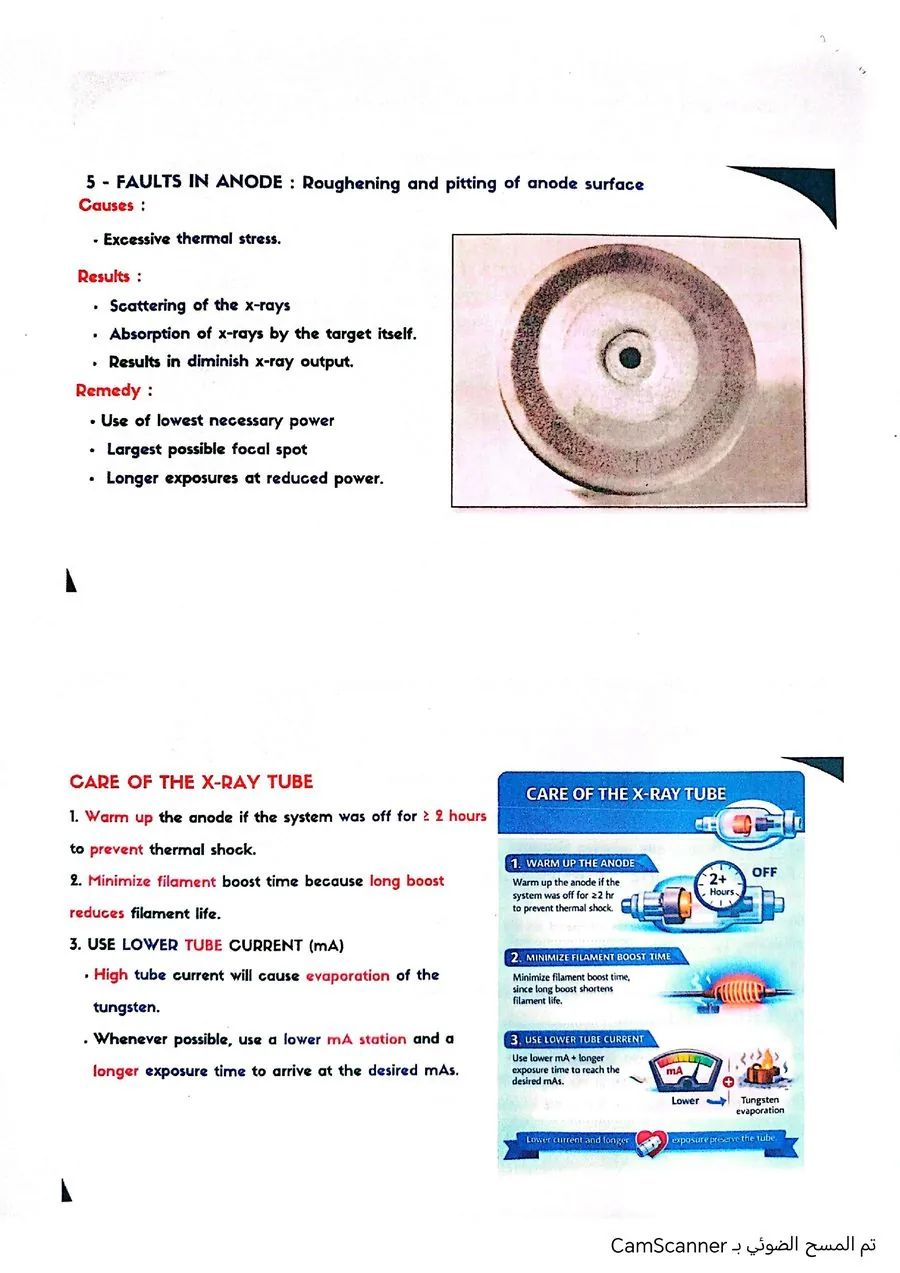 5 - FAULTS IN ANODE : Roughening and pitting of anode surface
Causes :
• Excessive thermal stress.
Results :
• Scattering of the x-rays
• Absorption of x-rays by the target itself.
• Results in diminish x-ray output.
Remedy :
• Use of lowest necessary power
• Largest possible focal spot
• Longer exposures at reduced power.
CARE OF THE X-RAY TUBE
1. Warm up the anode if the system was off for ≥ 2 hours
to prevent thermal shock.
2. Minimize filament boost time because long boost
reduces filament life.
3. USE LOWER TUBE CURRENT (mA)
• High tube current will cause evaporation of the
tungsten.
• Whenever possible, use a lower mA station and a
longer exposure time to arrive at the desired mAs.
CARE OF THE X-RAY TUBE
1. WARM UP THE ANODE
Warm up the anode if the
system was off for ≥2 hr
to prevent thermal shock.
2+
Hours
OFF
2. MINIMIZE FILAMENT BOOST TIME
Minimize filament boost time,
since long boost shortens
filament life.
3. USE LOWER TUBE CURRENT
Use lower mA + longer
exposure time to reach the
desired mAs.
mA
Lower
Tungsten
evaporation
Lower current and longer exposure preserve the tube.
تم المسح الضوئي بـ CamScanner